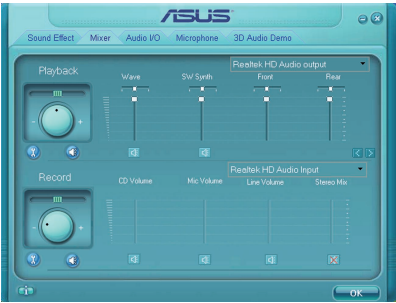 ASUS
Sound Effect Mixer Audio I/O Microphone 3D Audio Demo
Playback
Realtek HD Audio output
Wave SW Synth Front Rear
Record
Realtek HD Audio Input
CD Volume Mic Volume Line Volume Stereo Mix
OK